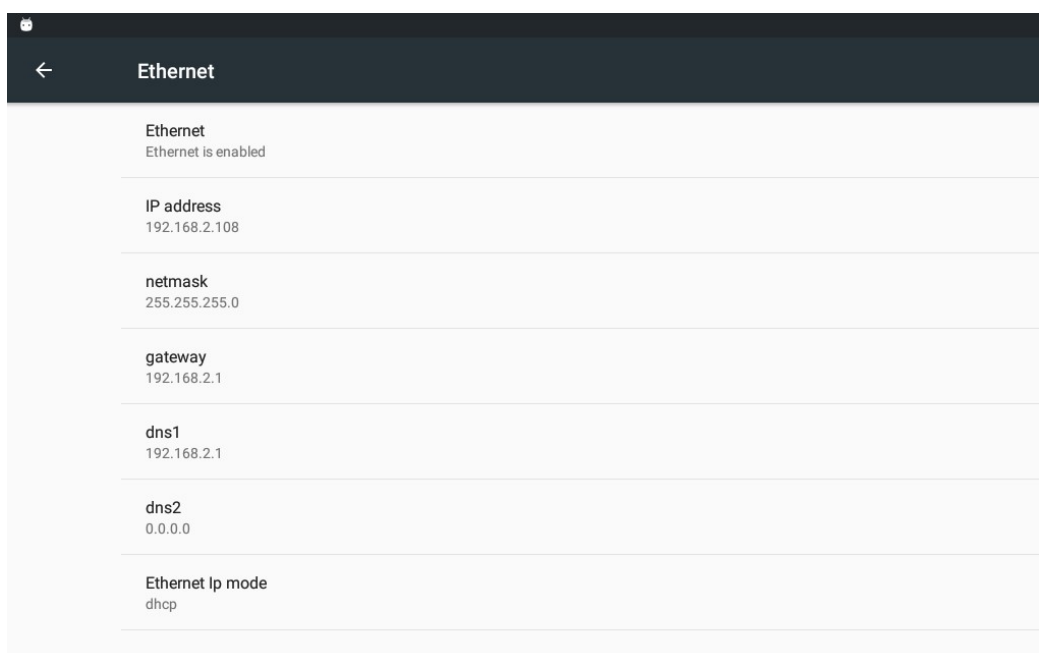 Ethernet
Ethernet
Ethernet is enabled
IP address
192.168.2.108
netmask
255.255.255.0
gateway
192.168.2.1
dns1
192.168.2.1
dns2
0.0.0.0
Ethernet Ip mode
dhcp